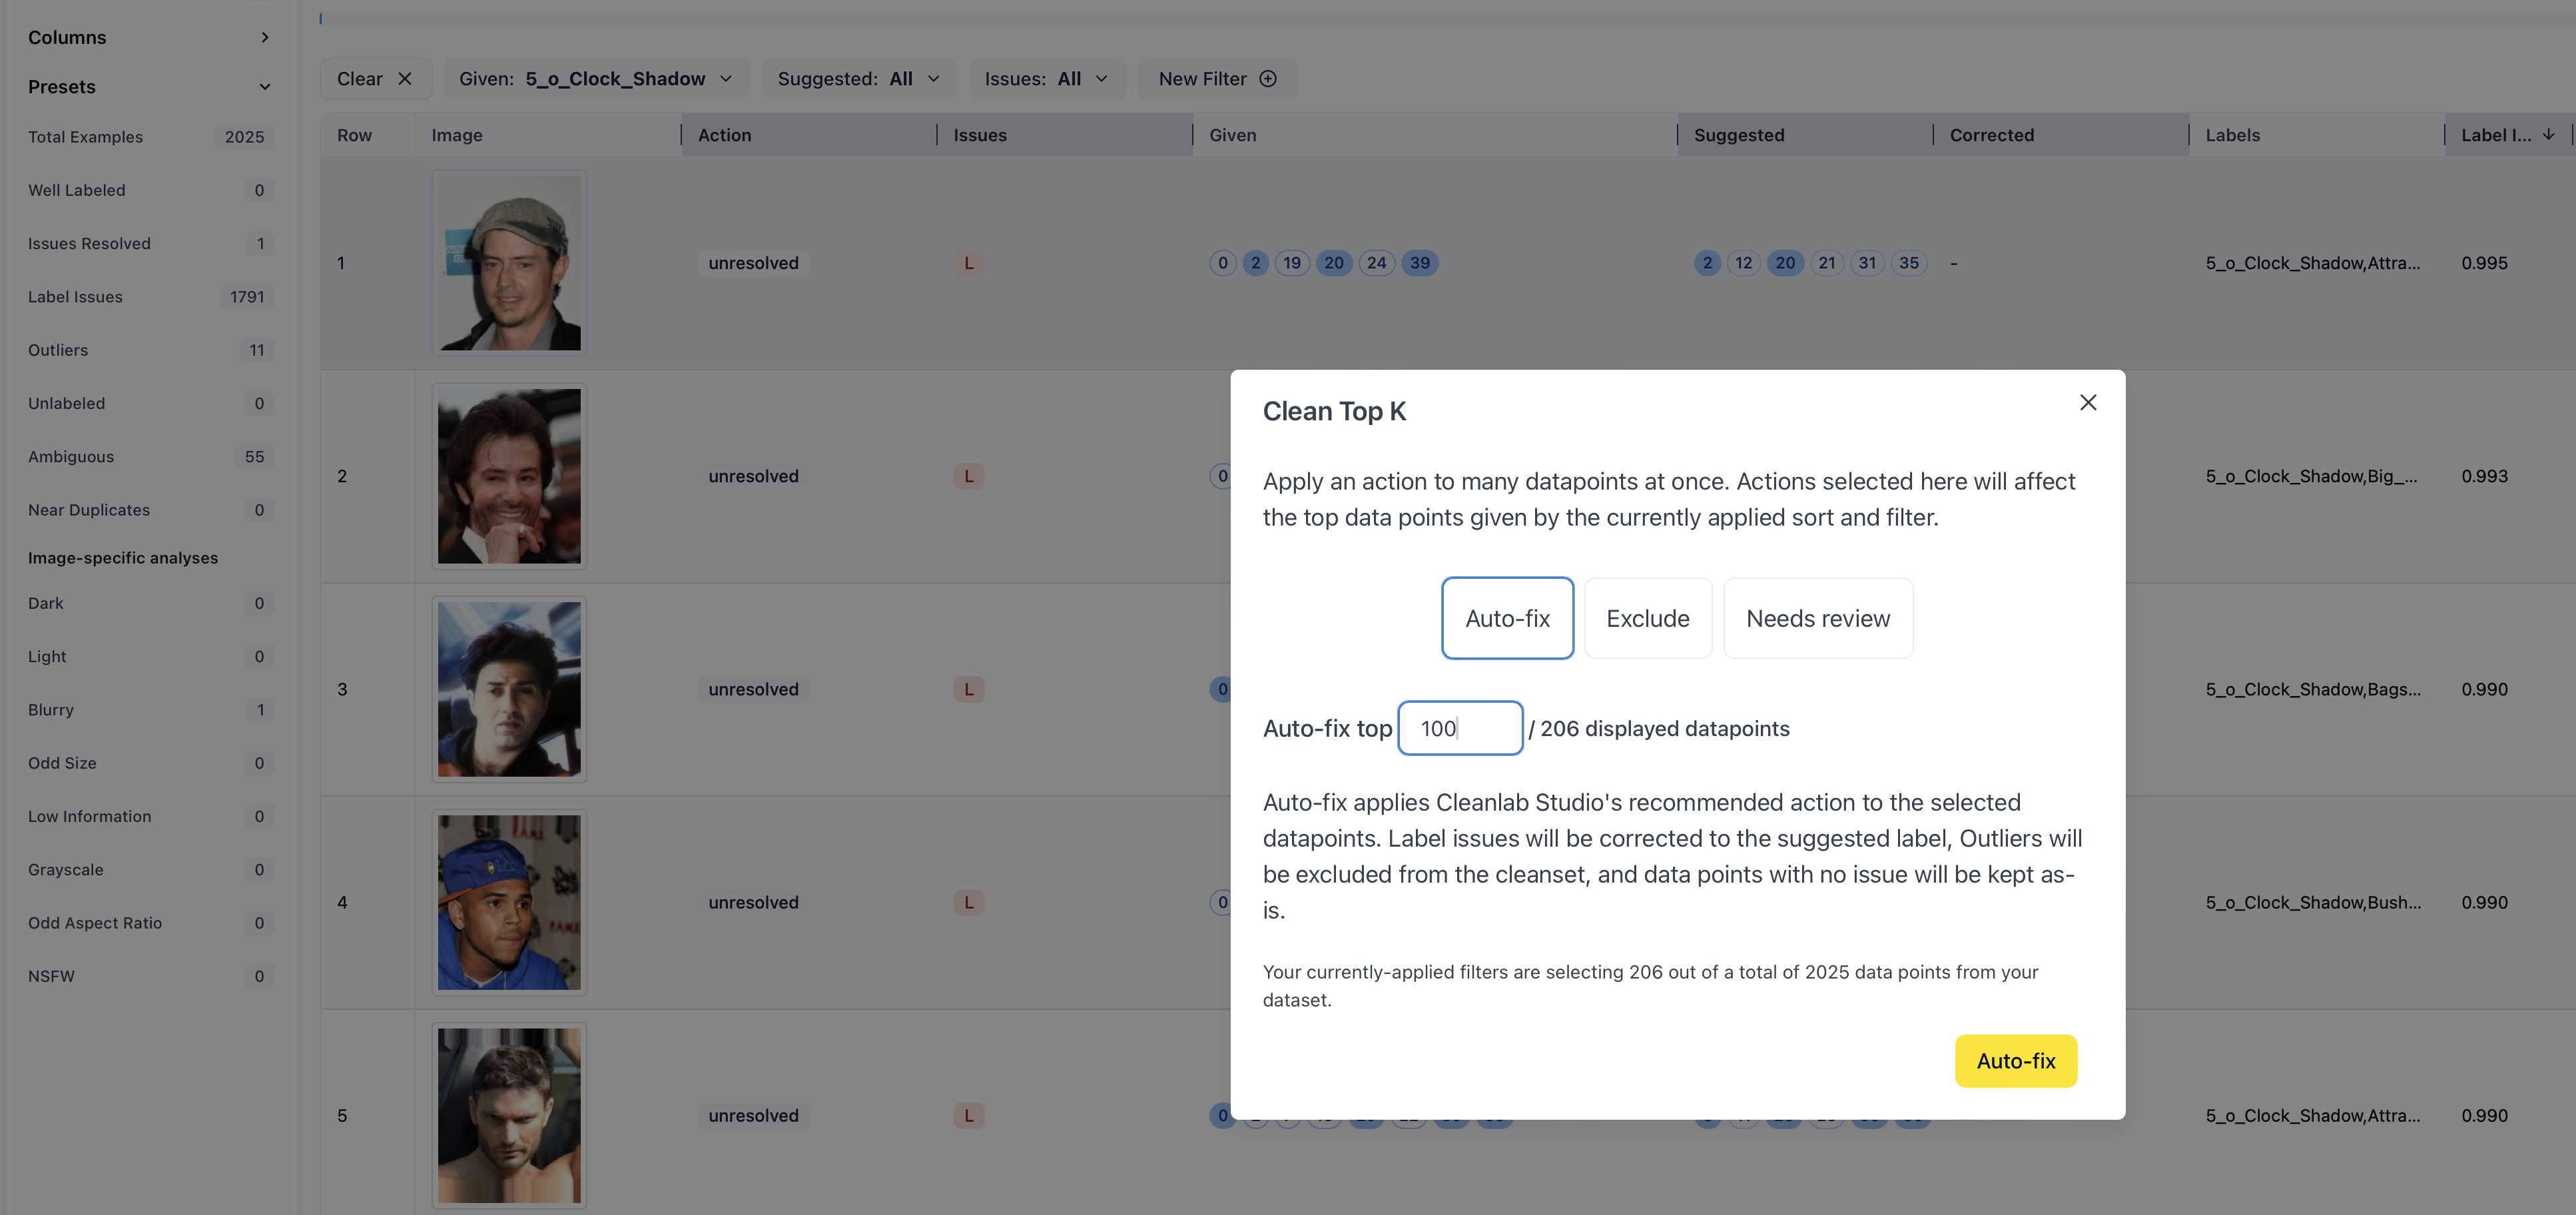 Columns
Presets
Total Examples 2025
Well Labeled 0
Issues Resolved 1
Label Issues 1791
Outliers 11
Unlabeled 0
Ambiguous 55
Near Duplicates 0
Image-specific analyses
Dark 0
Light 0
Blurry 1
Odd Size 0
Low Information 0
Grayscale 0
Odd Aspect Ratio 0
NSFW 0
Clear Given: 5_o_Clock_Shadow Suggested: All Issues: All New Filter
Row Image Action Issues Given Suggested Corrected Labels Label I...
1 unresolved L 0 2 19 20 24 39 2 12 20 21 31 35 - 5_o_Clock_Shadow,Attra... 0.995
2 unresolved L 0 5_o_Clock_Shadow,Big_... 0.993
3 unresolved L 0 5_o_Clock_Shadow,Bags... 0.990
4 unresolved L 0 5_o_Clock_Shadow,Bush... 0.990
5 unresolved L 0 5_o_Clock_Shadow,Attra... 0.990
Clean Top K
Apply an action to many datapoints at once. Actions selected here will affect
the top data points given by the currently applied sort and filter.
Auto-fix Exclude Needs review
Auto-fix top 100 / 206 displayed datapoints
Auto-fix applies Cleanlab Studio's recommended action to the selected
datapoints. Label issues will be corrected to the suggested label, Outliers will
be excluded from the cleanset, and data points with no issue will be kept as-
is.
Your currently-applied filters are selecting 206 out of a total of 2025 data points from your
dataset.
Auto-fix